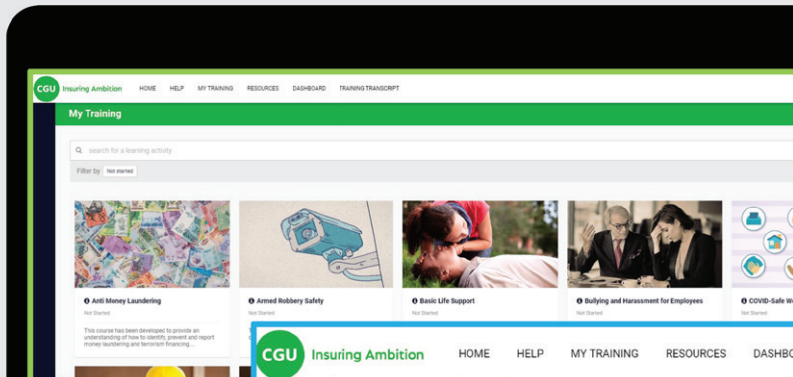 CGU Insuring Ambition HOME HELP MY TRAINING RESOURCES DASHBOARD TRAINING TRANSCRIPT
My Training
search for a learning activity
Filter by Not started
Anti Money Laundering
Not Started
This course has been developed to provide an
understanding of how to identify, prevent and report
money laundering and terrorism financing...
Armed Robbery Safety
Not Started
Basic Life Support
Not Started
Bullying and Harassment for Employees
Not Started
COVID-Safe
Not Started
CGU Insuring Ambition HOME HELP MY TRAINING RESOURCES